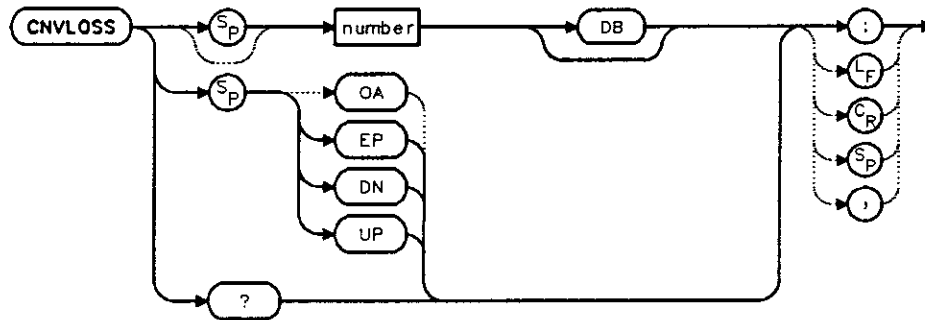 CNVLOSS SP number DB ;
LF
SP OA
EP CR
DN SP
UP ,
?